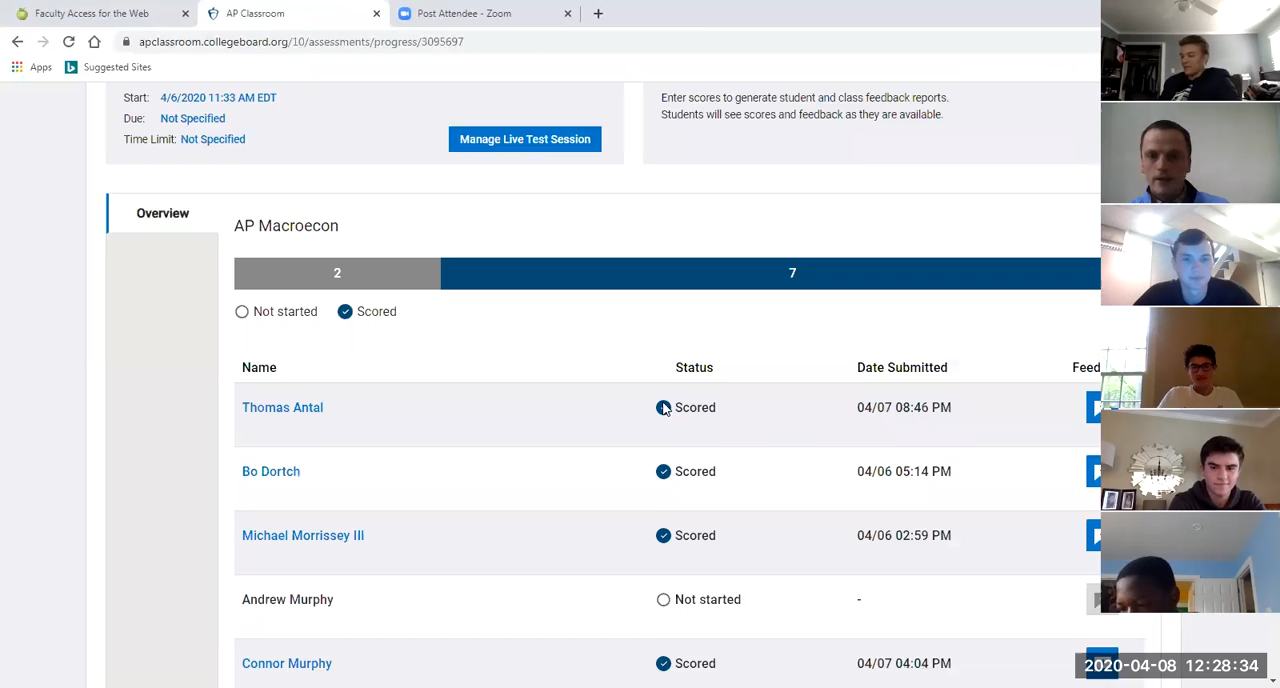 Faculty Access for the Web
AP Classroom
Post Attendee - Zoom
apclassroom.collegeboard.org/10/assessments/progress/3095697
Apps
Suggested Sites
Start: 4/6/2020 11:33 AM EDT
Due: Not Specified
Time Limit: Not Specified
Manage Live Test Session
Enter scores to generate student and class feedback reports.
Students will see scores and feedback as they are available.
Overview
AP Macroecon
2 7
Not started Scored
Name Status Date Submitted Feed
Thomas Antal Scored 04/07 08:46 PM
Bo Dortch Scored 04/06 05:14 PM
Michael Morrissey III Scored 04/06 02:59 PM
Andrew Murphy Not started -
Connor Murphy Scored 04/07 04:04 PM
2020-04-08 12:28:34